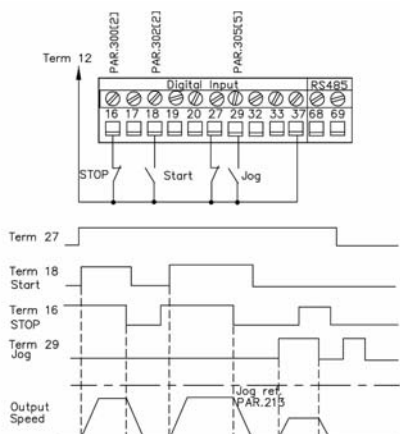 PAR.300[2]
PAR.302[2]
PAR.305[5]
Term 12
Digital Input RS485
16 17 18 19 20 27 29 32 33 37 68 69
STOP Start Jog
Term 27
Term 18
Start
Term 16
STOP
Term 29
Jog
Jog ref.
PAR.213
Output
Speed